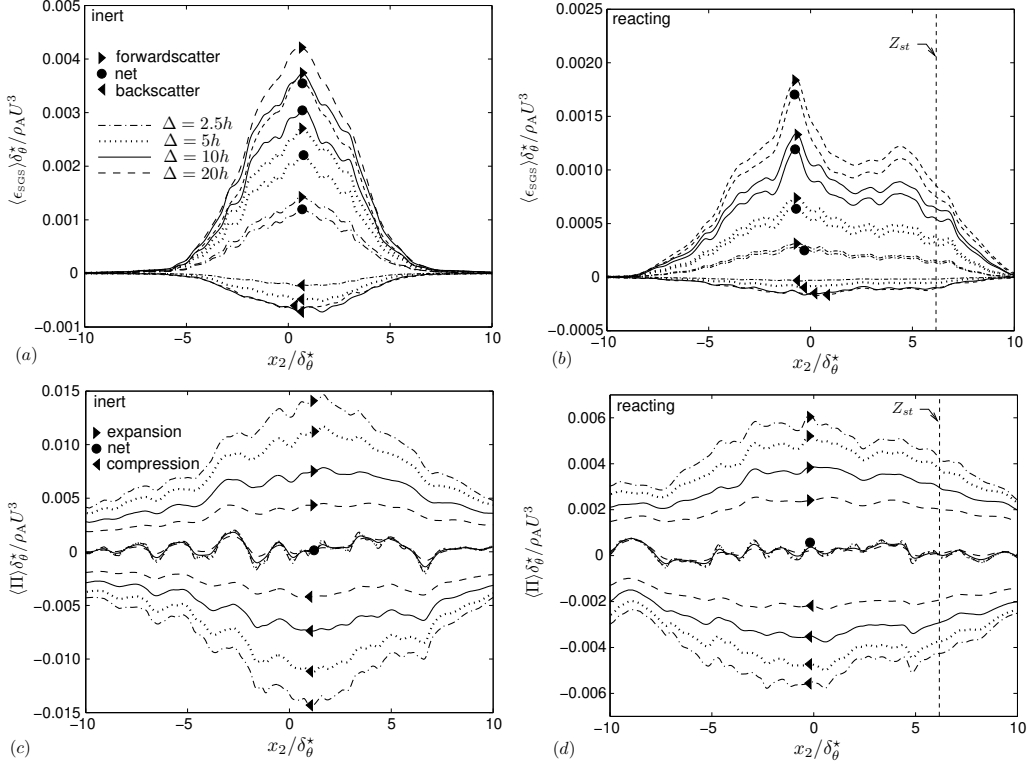 inert
forwardscatter
net
backscatter
Δ = 2.5h
Δ = 5h
Δ = 10h
Δ = 20h
0.005
0.004
0.003
0.002
0.001
0
−0.001
−10
−5
0
5
10
⟨ϵ_SGS⟩δ_θ^⋆/ρ_A U^3
x_2/δ_θ^⋆
(a)
reacting
Z_st
0.0025
0.0020
0.0015
0.0010
0.0005
0
−0.0005
−10
−5
0
5
10
⟨ϵ_SGS⟩δ_θ^⋆/ρ_A U^3
x_2/δ_θ^⋆
(b)
inert
expansion
net
compression
0.015
0.010
0.005
0
−0.005
−0.010
−0.015
−10
−5
0
5
10
⟨Π⟩δ_θ^⋆/ρ_A U^3
x_2/δ_θ^⋆
(c)
reacting
Z_st
0.006
0.004
0.002
0.000
−0.002
−0.004
−0.006
−10
−5
0
5
10
⟨Π⟩δ_θ^⋆/ρ_A U^3
x_2/δ_θ^⋆
(d)